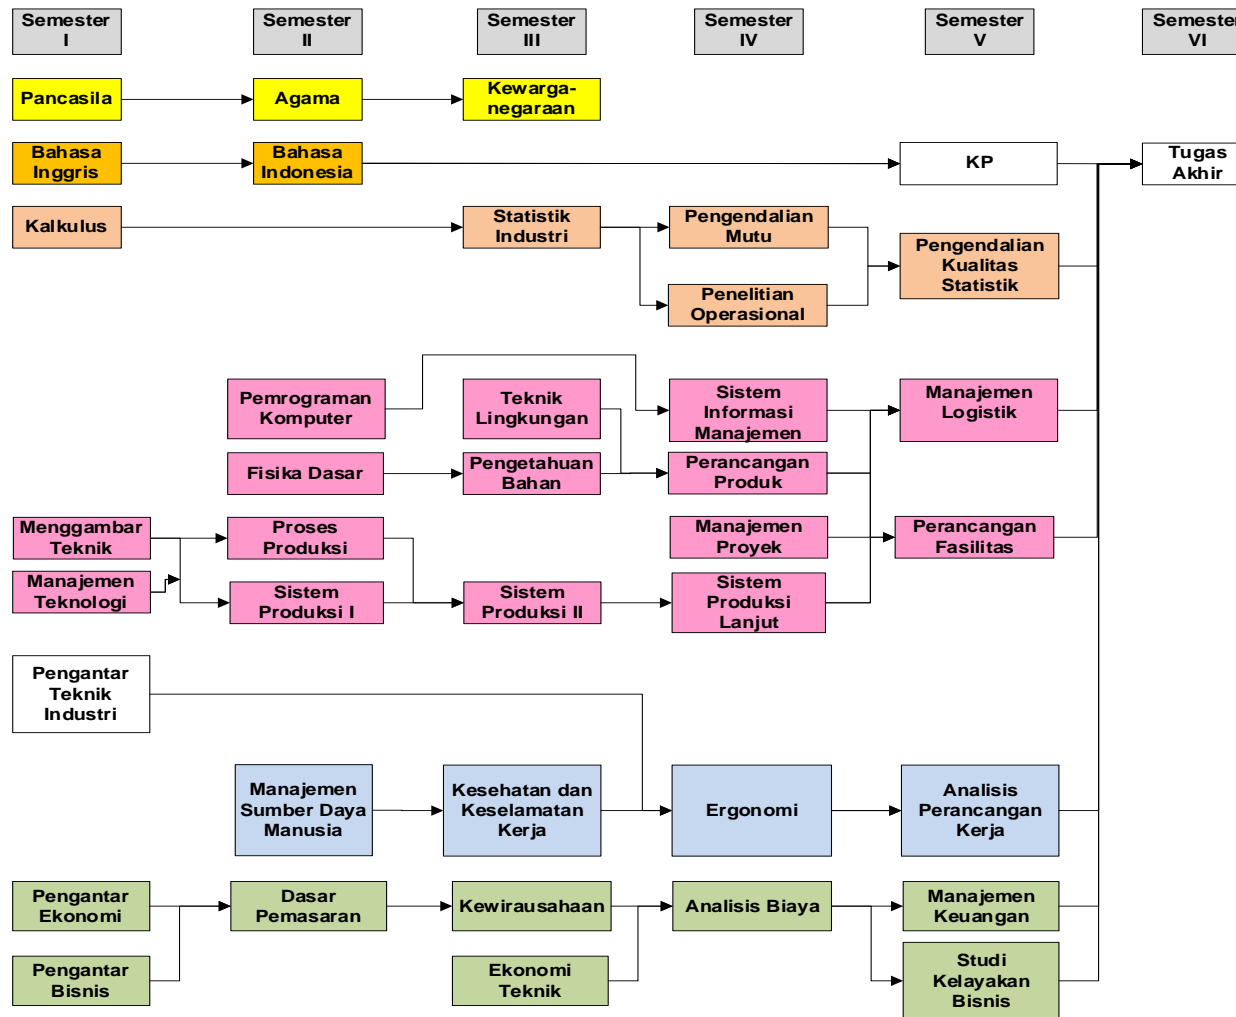 Semester
I
Semester
II
Semester
III
Semester
IV
Semester
V
Semester
VI
Pancasila
Agama
Kewarga-
negaraan
Bahasa
Inggris
Bahasa
Indonesia
KP
Tugas
Akhir
Kalkulus
Statistik
Industri
Pengendalian
Mutu
Pengendalian
Kualitas
Statistik
Penelitian
Operasional
Pemrograman
Komputer
Teknik
Lingkungan
Sistem
Informasi
Manajemen
Manajemen
Logistik
Fisika Dasar
Pengetahuan
Bahan
Perancangan
Produk
Menggambar
Teknik
Proses
Produksi
Manajemen
Proyek
Perancangan
Fasilitas
Manajemen
Teknologi
Sistem
Produksi I
Sistem
Produksi II
Sistem
Produksi
Lanjut
Pengantar
Teknik
Industri
Manajemen
Sumber Daya
Manusia
Kesehatan dan
Keselamatan
Kerja
Ergonomi
Analisis
Perancangan
Kerja
Pengantar
Ekonomi
Dasar
Pemasaran
Kewirausahaan
Analisis Biaya
Manajemen
Keuangan
Pengantar
Bisnis
Ekonomi
Teknik
Studi
Kelayakan
Bisnis